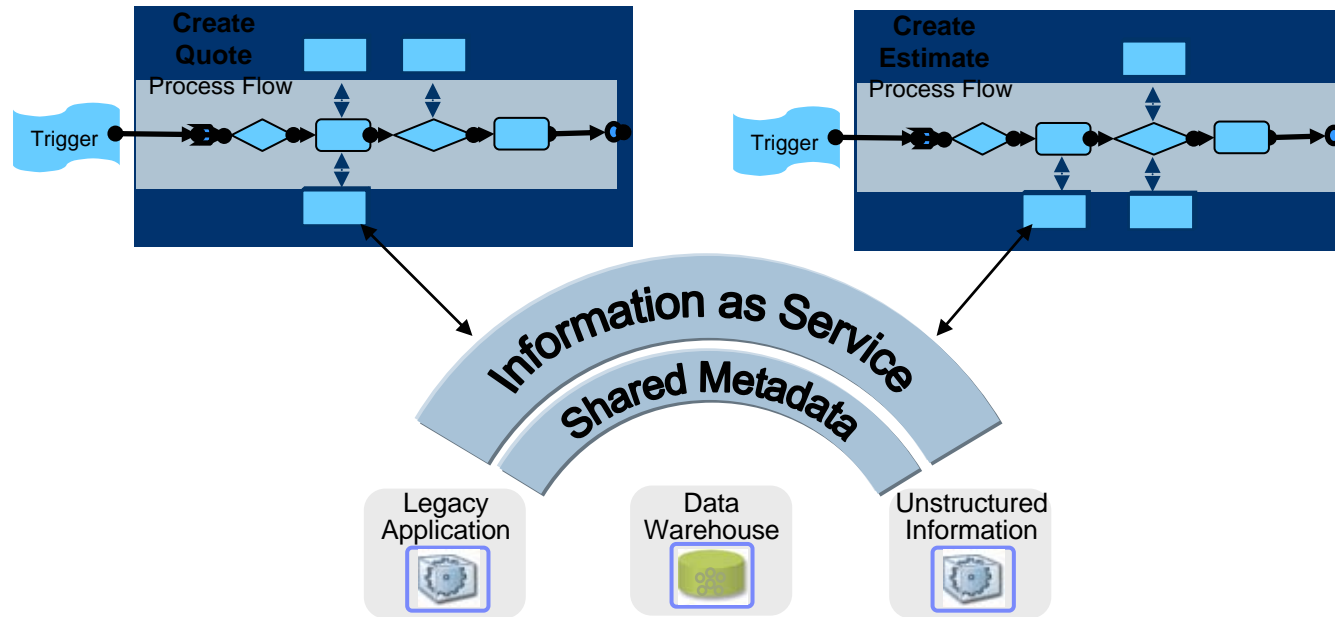 Create
Quote
Process Flow
Trigger
Create
Estimate
Process Flow
Trigger
Information as Service
Shared Metadata
Legacy
Application
Data
Warehouse
Unstructured
Information